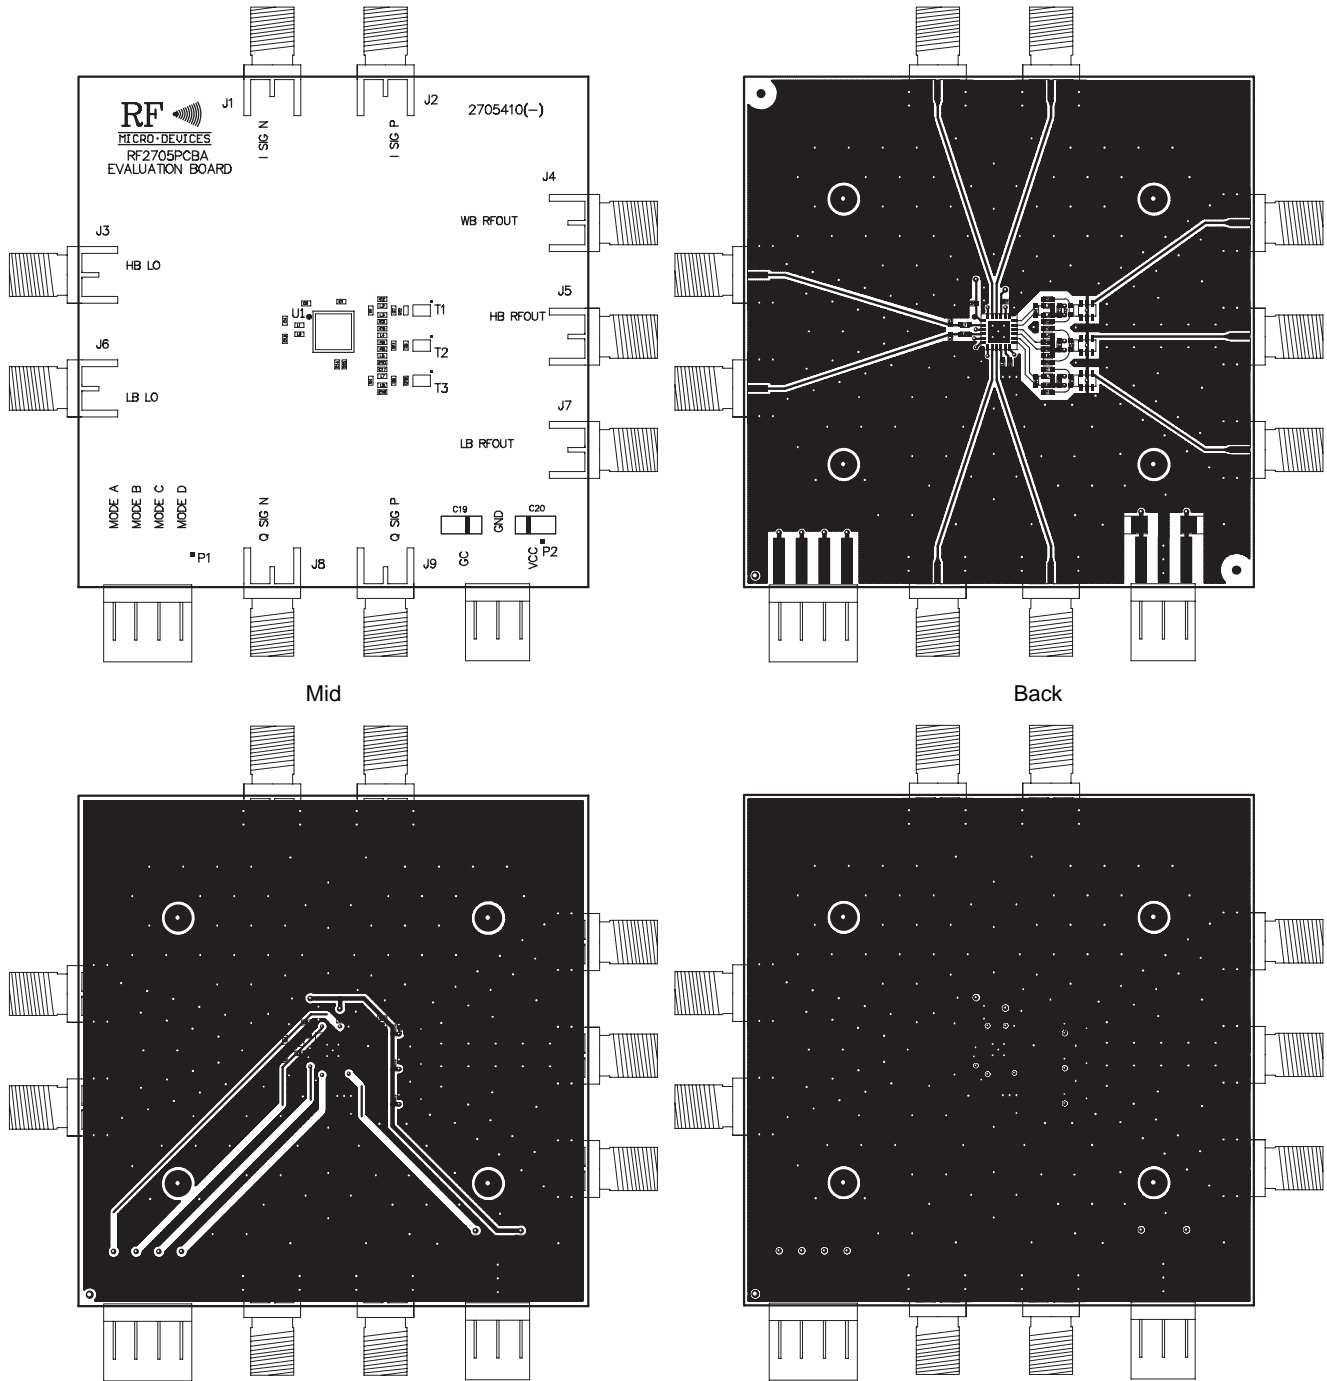 J1
J2
RF
MICRO·DEVICES
RF2705PCBA
EVALUATION BOARD
2705410(-)
I SIG N
I SIG P
J4
WB RFOUT
J3
HB LO
J5
HB RFOUT
U1
T1
T2
T3
J6
LB LO
J7
LB RFOUT
MODE A
MODE B
MODE C
MODE D
Q SIG N
Q SIG P
C19
GND
C20
P1
J8
J9
GC
VCC
P2
Mid
Back